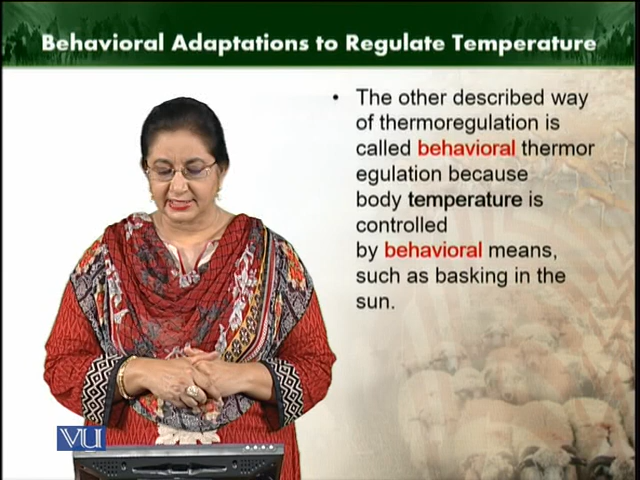 Behavioral Adaptations to Regulate Temperature
• The other described way
of thermoregulation is
called behavioral thermor
egulation because
body temperature is
controlled
by behavioral means,
such as basking in the
sun.
VU